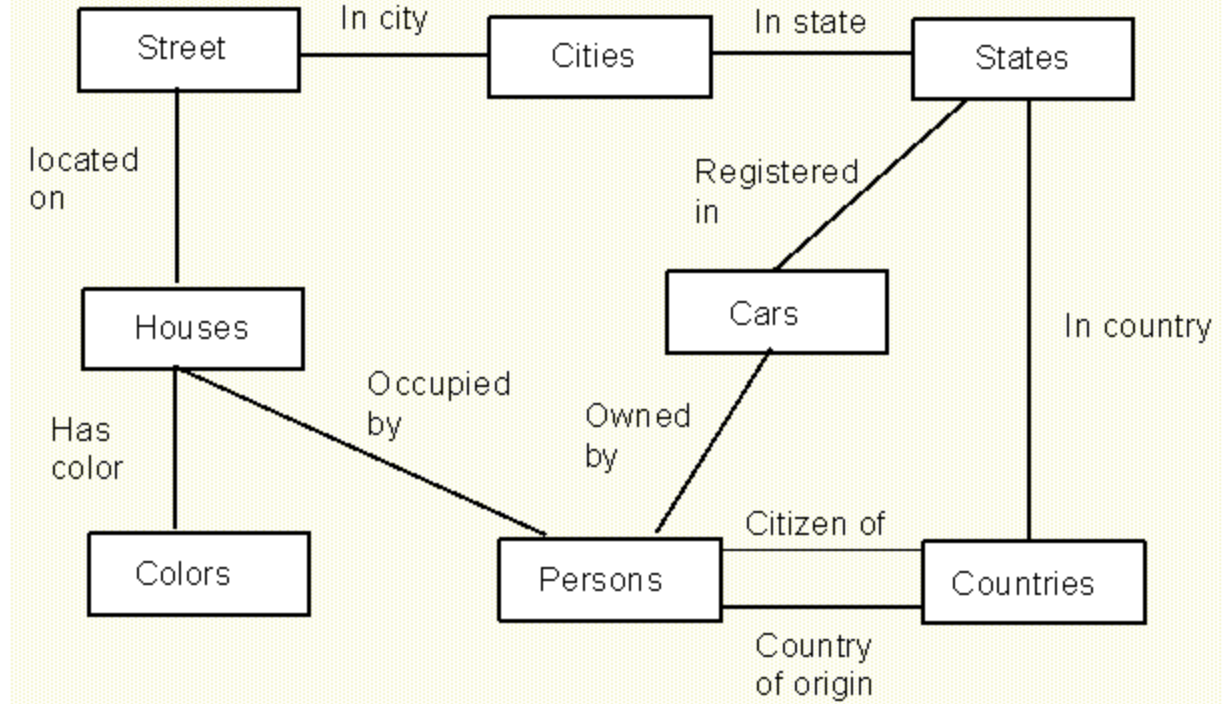 In city
In state
Street
Cities
States
located
on
Registered
in
Houses
Cars
In country
Occupied
by
Owned
by
Has
color
Citizen of
Colors
Persons
Countries
Country
of origin